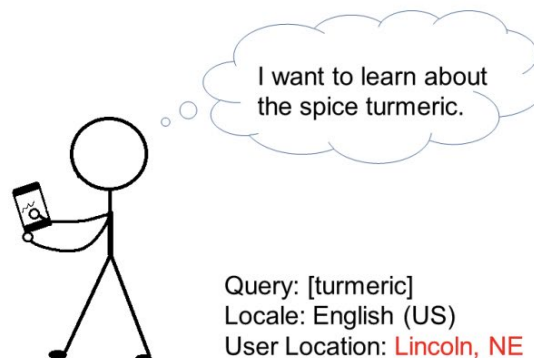 I want to learn about
the spice turmeric.
Query: [turmeric]
Locale: English (US)
User Location: Lincoln, NE